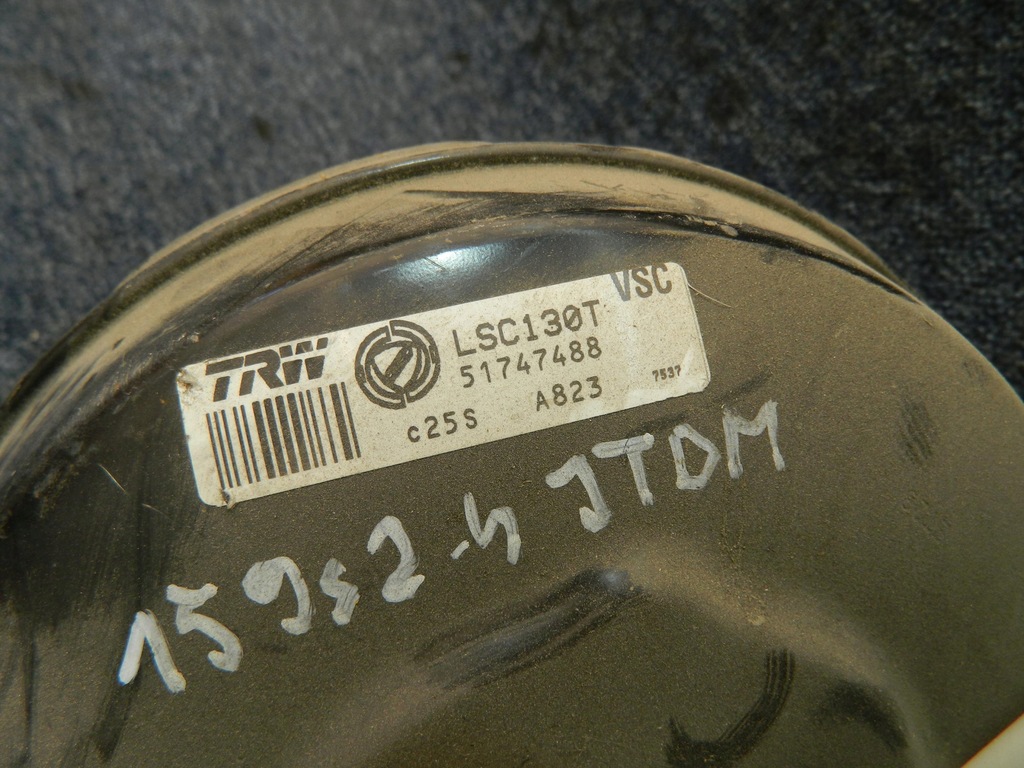 TRW
LSC130T
VSC
51747488
c25S A823
7537
159s2.4 JTDM